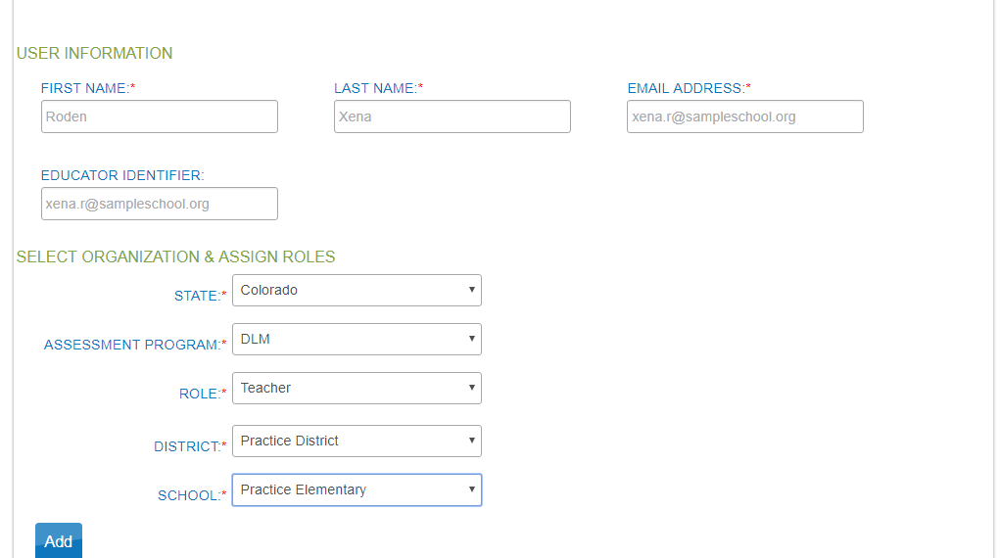 USER INFORMATION
FIRST NAME:* LAST NAME:* EMAIL ADDRESS:*
Roden Xena xena.r@sampleschool.org
EDUCATOR IDENTIFIER:
xena.r@sampleschool.org
SELECT ORGANIZATION & ASSIGN ROLES
STATE:* Colorado
ASSESSMENT PROGRAM:* DLM
ROLE:* Teacher
DISTRICT:* Practice District
SCHOOL:* Practice Elementary
Add